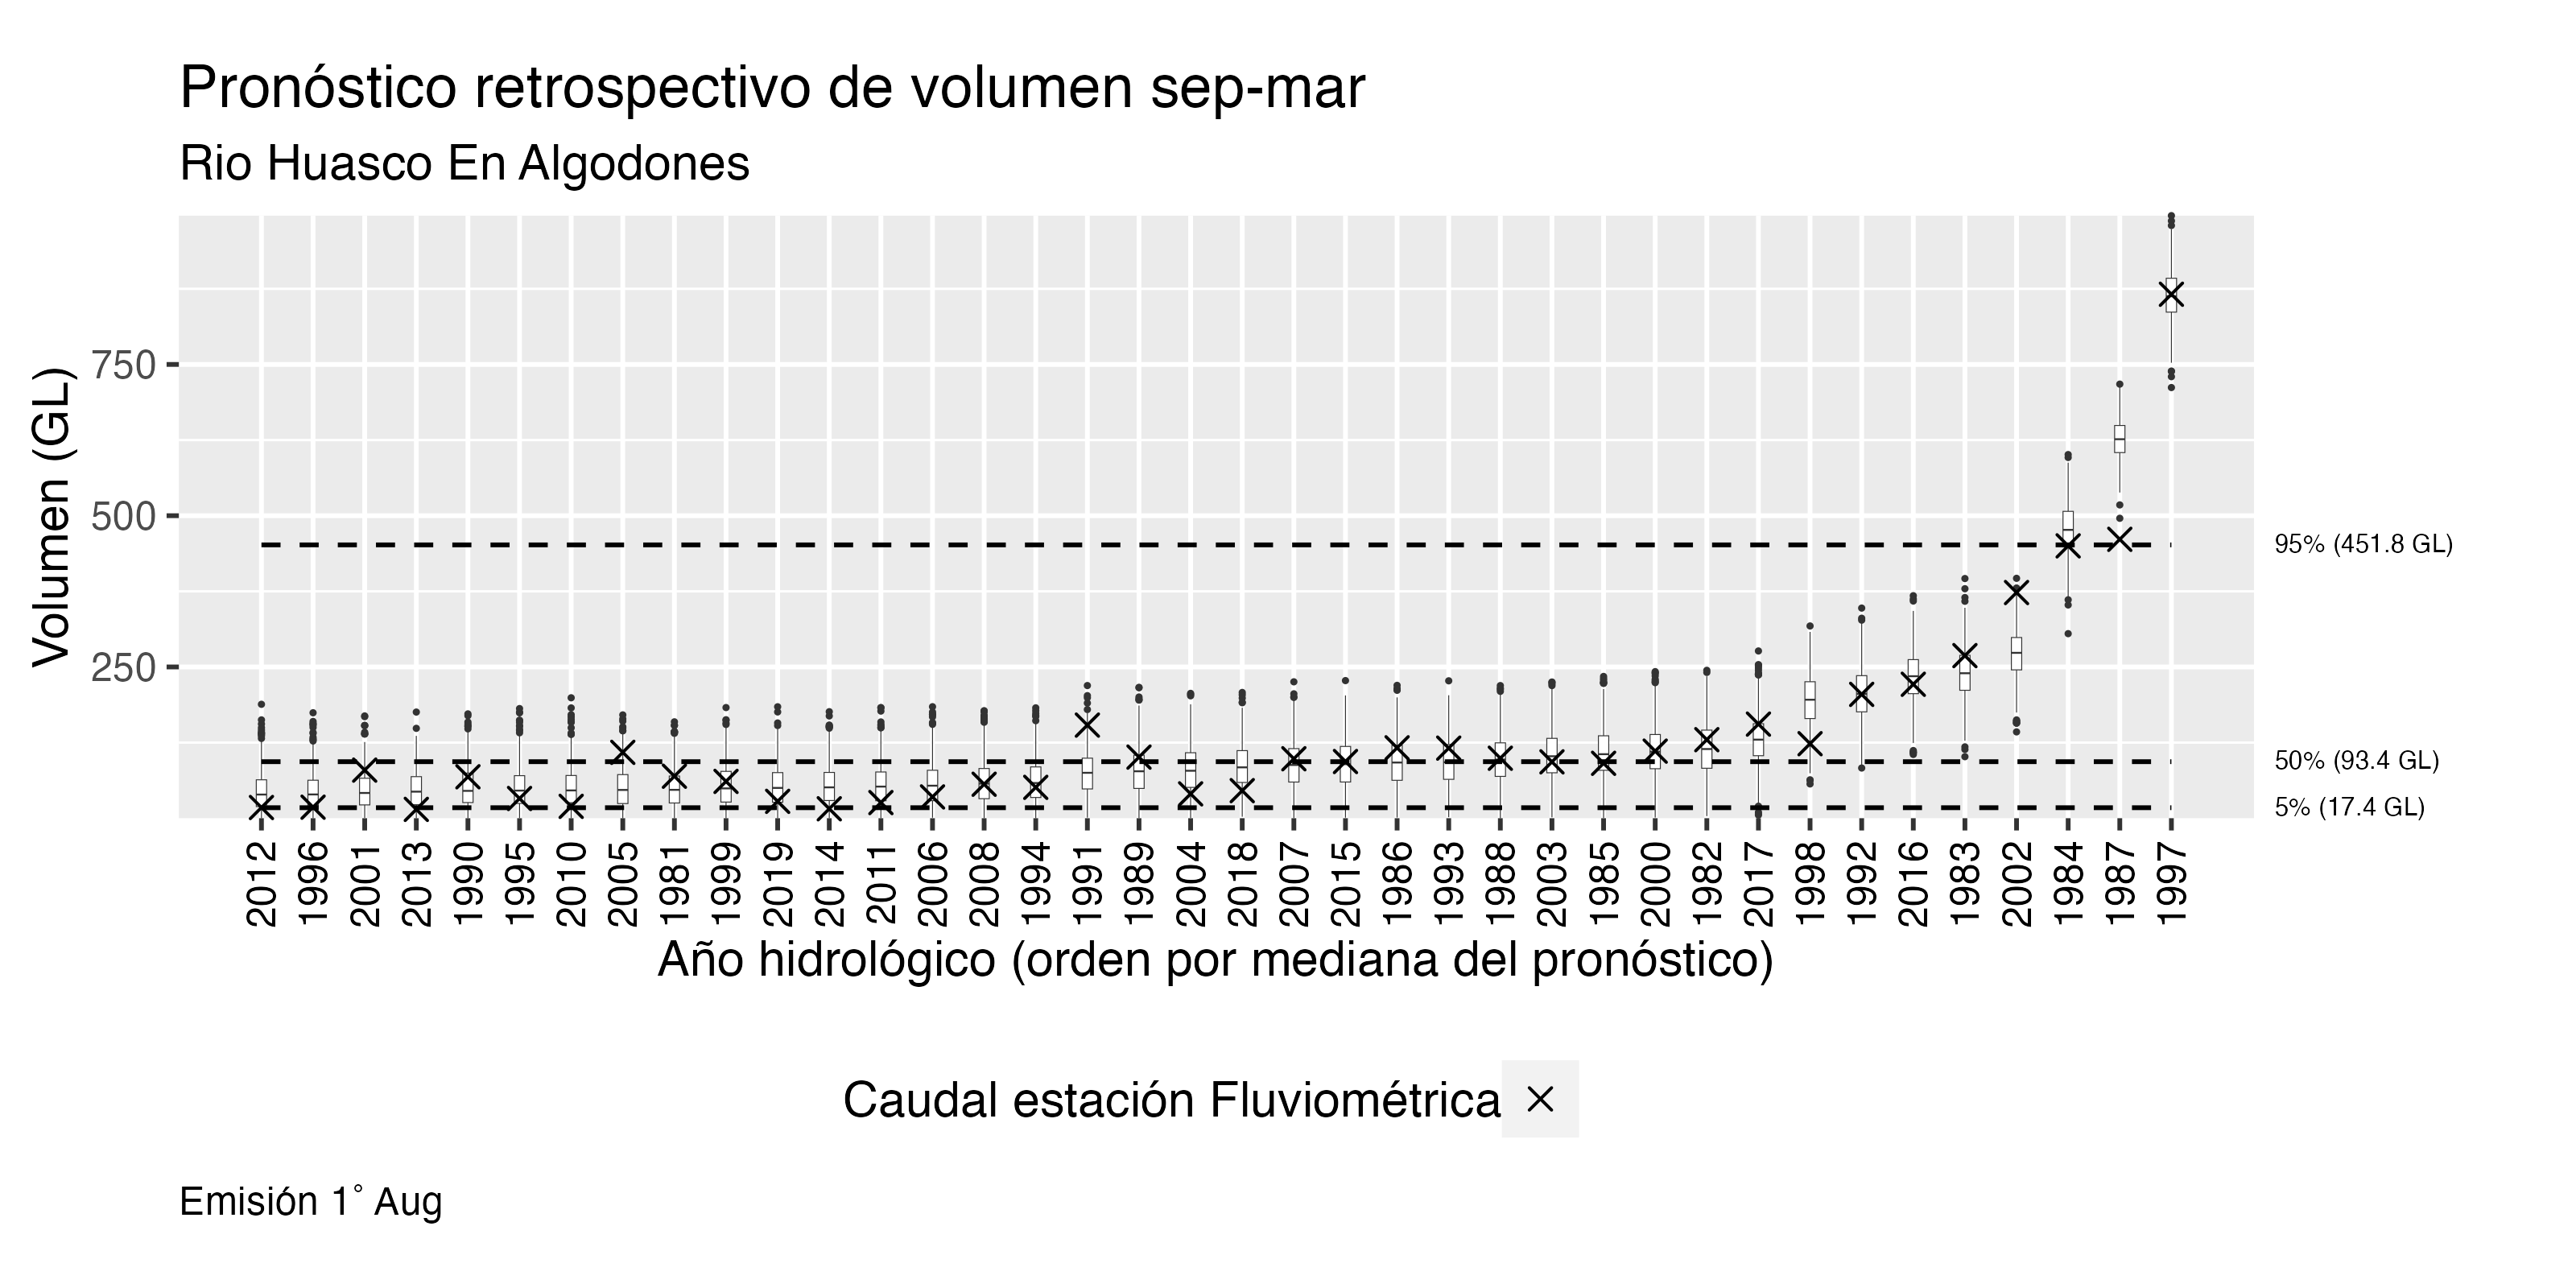 Pronóstico retrospectivo de volumen sep-mar
Rio Huasco En Algodones
Volumen (GL)
750
500
250
95% (451.8 GL)
50% (93.4 GL)
5% (17.4 GL)
2012 1996 2001 2013 1990 1995 2010 2005 1981 1999 2019 2014 2011 2006 2008 1994 1991 1989 2004 2018 2007 2015 1986 1993 1988 2003 1985 2000 1982 2017 1998 1992 2016 1983 2002 1984 1987 1997
Año hidrológico (orden por mediana del pronóstico)
Caudal estación Fluviométrica
Emisión 1° Aug